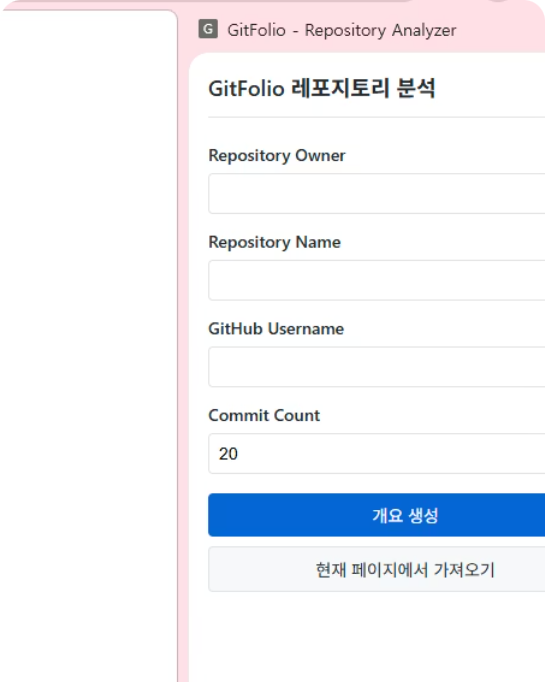 G GitFolio - Repository Analyzer
GitFolio 레포지토리 분석
Repository Owner
Repository Name
GitHub Username
Commit Count
20
개요 생성
현재 페이지에서 가져오기